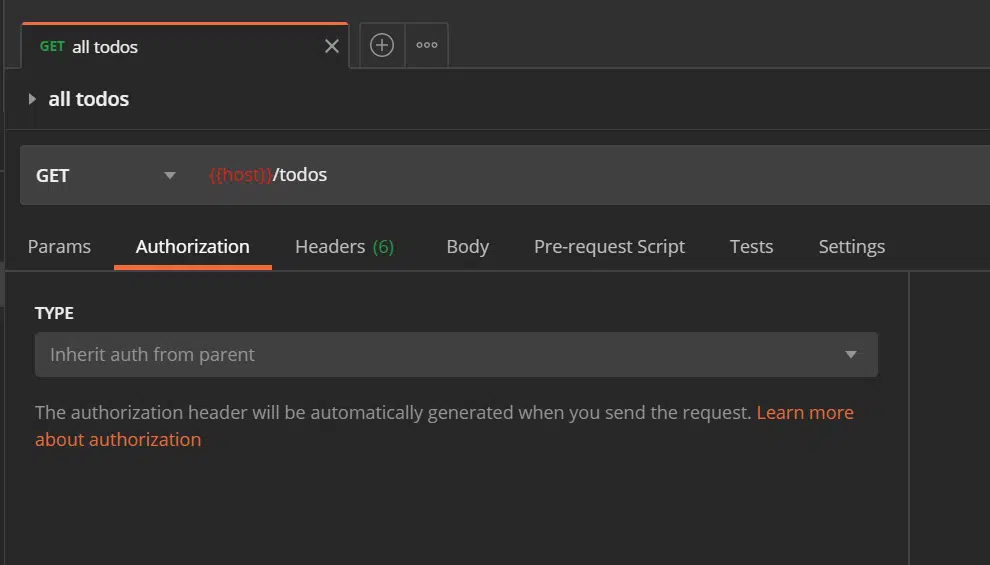 GET all todos
all todos
GET {{host}}/todos
Params Authorization Headers (6) Body Pre-request Script Tests Settings
TYPE
Inherit auth from parent
The authorization header will be automatically generated when you send the request. Learn more
about authorization